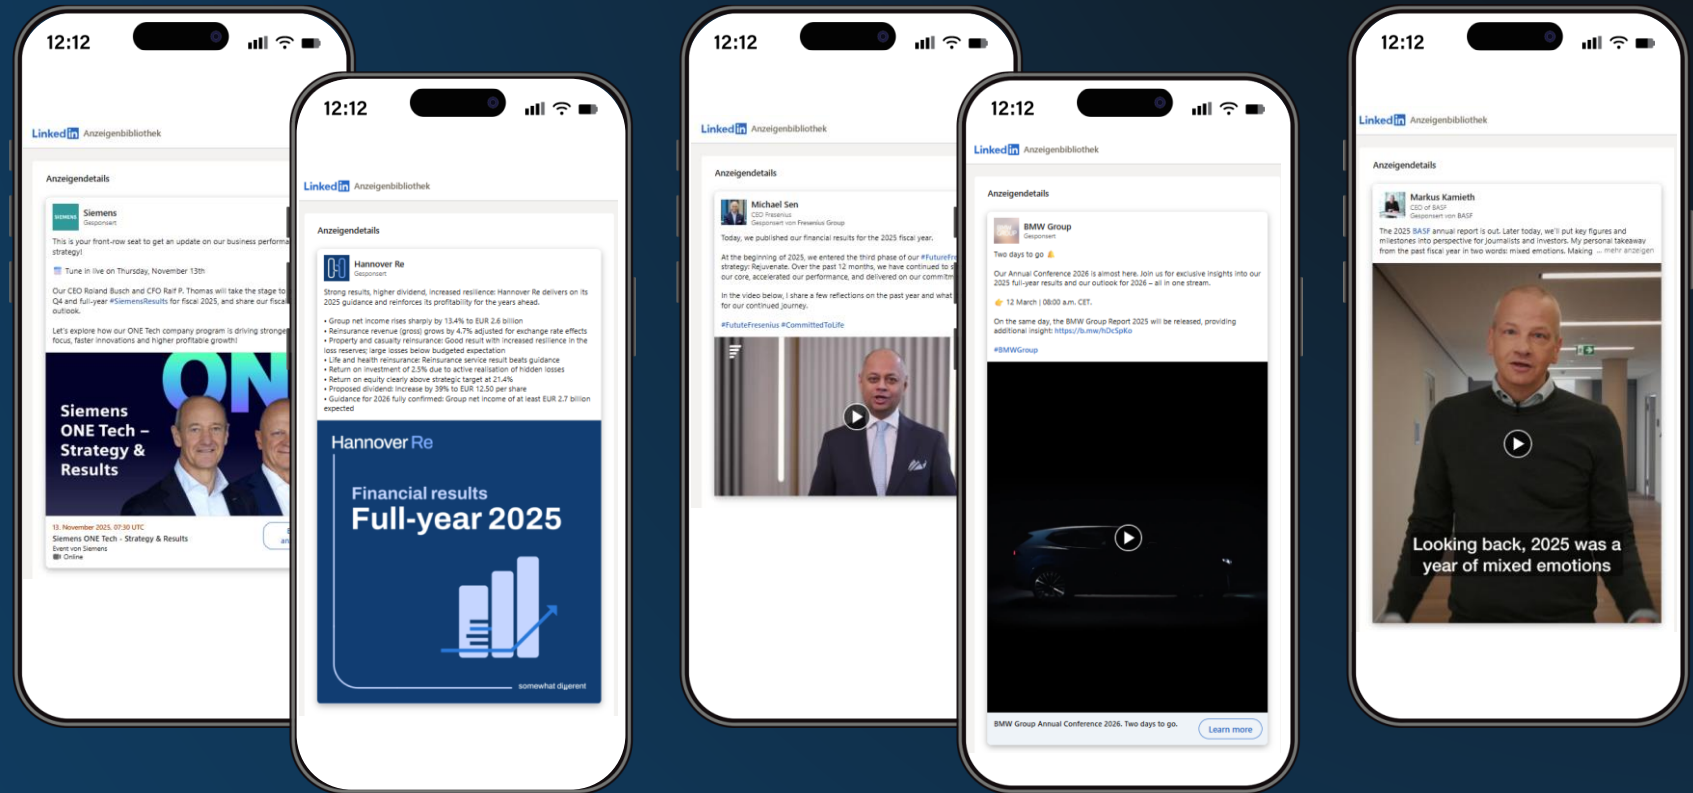 12:12
LinkedIn Anzeigenbibliothek
Anzeigendetails
SIEMENS
Siemens
Gesponsert
This is your front-row seat to get an update on our business performa
strategy!
Tune in live on Thursday, November 13th
Our CEO Roland Busch and CFO Ralf P. Thomas will take the stage to
Q4 and full-year #SiemensResults for fiscal 2025, and share our fisca
outlook.
Let's explore how our ONE Tech company program is driving stronge
focus, faster innovations and higher profitable growth!
ON
Siemens
ONE Tech –
Strategy &
Results
13. November 2025, 07:30 UTC
Siemens ONE Tech - Strategy & Results
Event von Siemens
Online
an
12:12
LinkedIn Anzeigenbibliothek
Anzeigendetails
Hannover Re
Gesponsert
Strong results, higher dividend, increased resilience: Hannover Re delivers on its
2025 guidance and reinforces its profitability for the years ahead.
• Group net income rises sharply by 13.4% to EUR 2.6 billion
• Reinsurance revenue (gross) grows by 4.7% adjusted for exchange rate effects
• Property and casualty reinsurance: Good result with increased resilience in the
loss reserves; large losses below budgeted expectation
• Life and health reinsurance: Reinsurance service result beats guidance
• Return on investment of 2.5% due to active realisation of hidden losses
• Return on equity clearly above strategic target at 21.4%
• Proposed dividend: Increase by 39% to EUR 12.50 per share
• Guidance for 2026 fully confirmed: Group net income of at least EUR 2.7 billion
expected
Hannover Re
Financial results
Full-year 2025
somewhat different
12:12
LinkedIn Anzeigenbibliothek
Anzeigendetails
Michael Sen
CEO Fresenius
Gesponsert von Fresenius Group
Today, we published our financial results for the 2025 fiscal year.
At the beginning of 2025, we entered the third phase of our #FutureFre
strategy: Rejuvenate. Over the past 12 months, we have continued to s
our core, accelerated our performance, and delivered on our commitm
In the video below, I share a few reflections on the past year and what
for our continued journey.
#FututeFresenius #CommittedToLife
12:12
LinkedIn Anzeigenbibliothek
Anzeigendetails
BMW GROUP
BMW Group
Gesponsert
Two days to go
Our Annual Conference 2026 is almost here. Join us for exclusive insights into our
2025 full-year results and our outlook for 2026 – all in one stream.
12 March | 08:00 a.m. CET.
On the same day, the BMW Group Report 2025 will be released, providing
additional insight: https://b.mw/hDcSpKo
#BMWGroup
BMW Group Annual Conference 2026. Two days to go.
Learn more
12:12
LinkedIn Anzeigenbibliothek
Anzeigendetails
Markus Kamieth
CEO of BASF
Gesponsert von BASF
The 2025 BASF annual report is out. Later today, we'll put key figures and
milestones into perspective for journalists and investors. My personal takeaway
from the past fiscal year in two words: mixed emotions. Making ... mehr anzeigen
Looking back, 2025 was a
year of mixed emotions